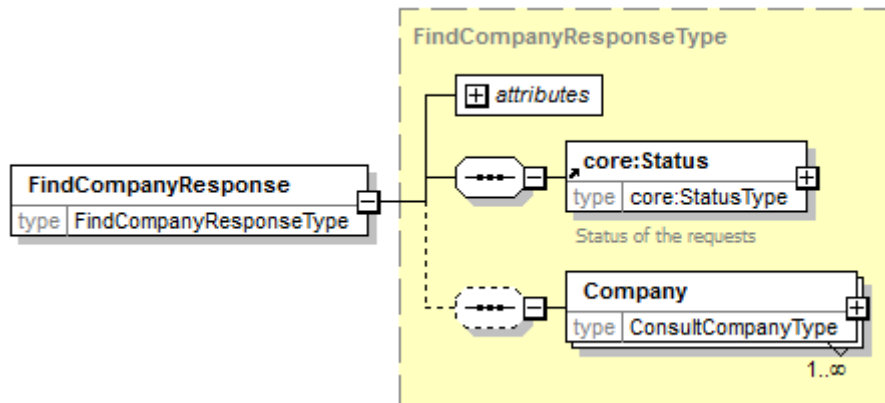 FindCompanyResponseType
attributes
core:Status
type core:StatusType
Status of the requests
FindCompanyResponse
type FindCompanyResponseType
Company
type ConsultCompanyType
1..∞